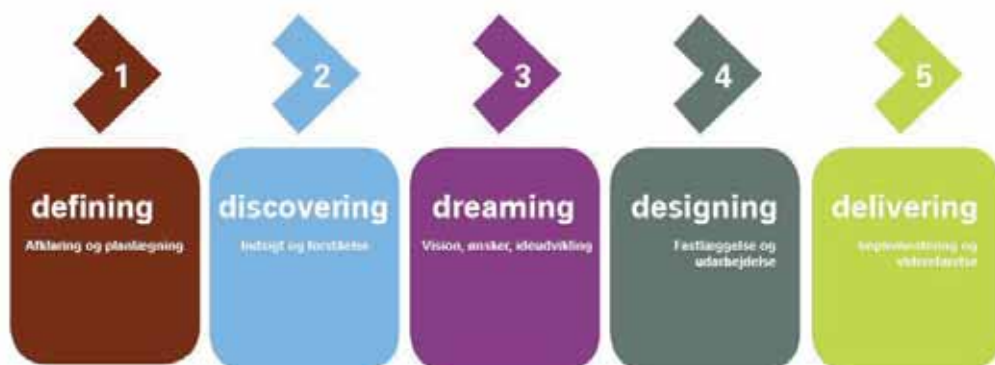 1
2
3
4
5
defining
Afklaring og planlægning
discovering
Indsigt og forståelse
dreaming
Vision, ønsker, ideudvikling
designing
Fastlæggelse og
udarbejdelse
delivering
Implementering og
videreførelse